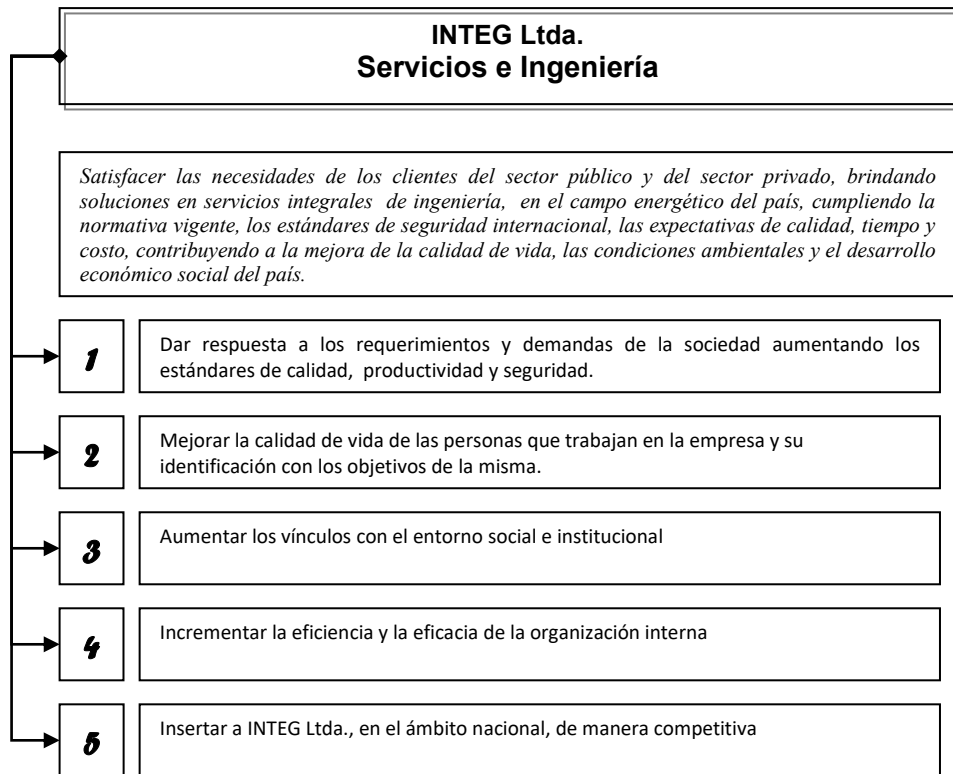 INTEG Ltda.
Servicios e Ingeniería
Satisfacer las necesidades de los clientes del sector público y del sector privado, brindando
soluciones en servicios integrales de ingeniería, en el campo energético del país, cumpliendo la
normativa vigente, los estándares de seguridad internacional, las expectativas de calidad, tiempo y
costo, contribuyendo a la mejora de la calidad de vida, las condiciones ambientales y el desarrollo
económico social del país.
1
Dar respuesta a los requerimientos y demandas de la sociedad aumentando los
estándares de calidad, productividad y seguridad.
2
Mejorar la calidad de vida de las personas que trabajan en la empresa y su
identificación con los objetivos de la misma.
3
Aumentar los vínculos con el entorno social e institucional
4
Incrementar la eficiencia y la eficacia de la organización interna
5
Insertar a INTEG Ltda., en el ámbito nacional, de manera competitiva